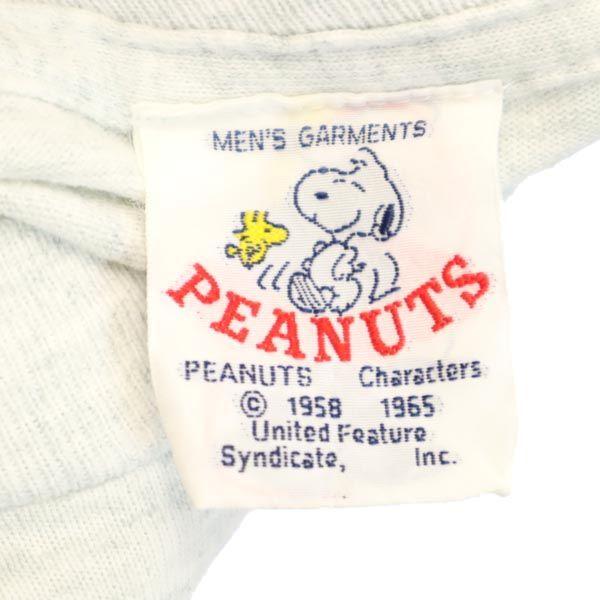 MEN'S GARMENTS
PEANUTS
PEANUTS Characters
© 1958 1965
United Feature
Syndicate, Inc.